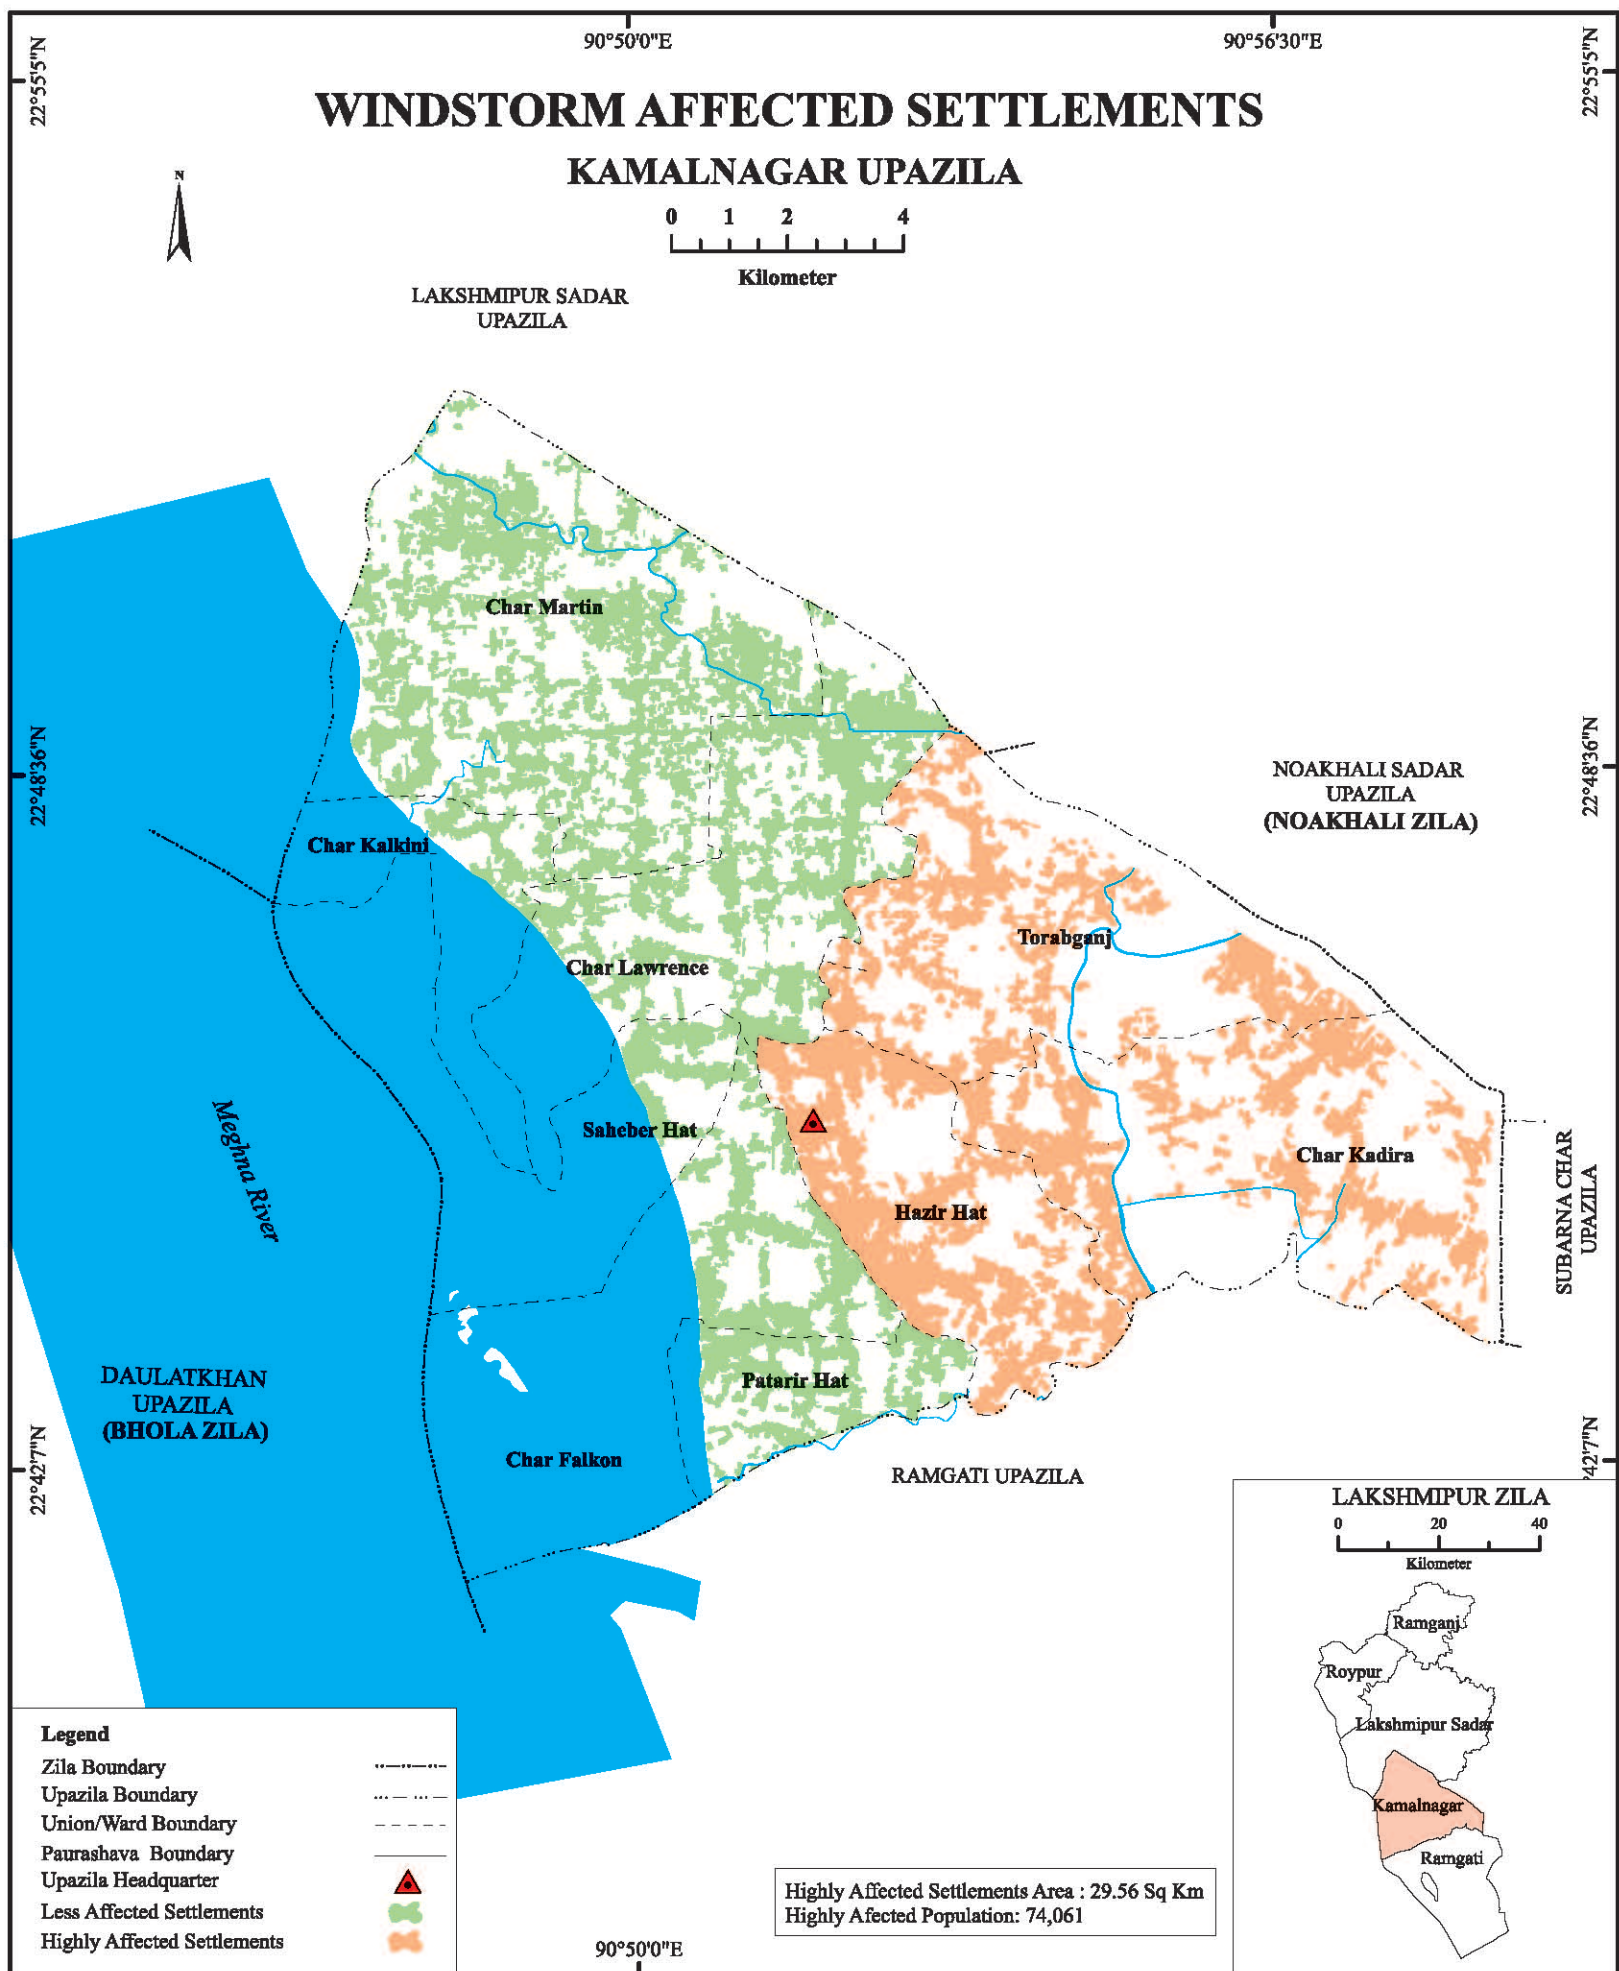 90°50'0"E
90°56'30"E
22°55'5"N
22°55'5"N
WINDSTORM AFFECTED SETTLEMENTS
KAMALNAGAR UPAZILA
N
0 1 2 4
Kilometer
LAKSHMIPUR SADAR
UPAZILA
Char Martin
22°48'36"N
22°48'36"N
NOAKHALI SADAR
UPAZILA
(NOAKHALI ZILA)
Char Kalkini
Torabganj
Char Lawrence
Meghna River
Saheber Hat
Char Kadira
SUBARNA CHAR
UPAZILA
Hazir Hat
DAULATKHAN
UPAZILA
(BHOLA ZILA)
Patarir Hat
Char Falkon
RAMGATI UPAZILA
22°42'7"N
°42'7"N
LAKSHMIPUR ZILA
0 20 40
Kilometer
Ramganj
Roypur
Lakshmipur Sadar
Kamalnagar
Ramgati
Legend
Zila Boundary
Upazila Boundary
Union/Ward Boundary
Paurashava Boundary
Upazila Headquarter
Less Affected Settlements
Highly Affected Settlements
Highly Affected Settlements Area : 29.56 Sq Km
Highly Afected Population: 74,061
90°50'0"E